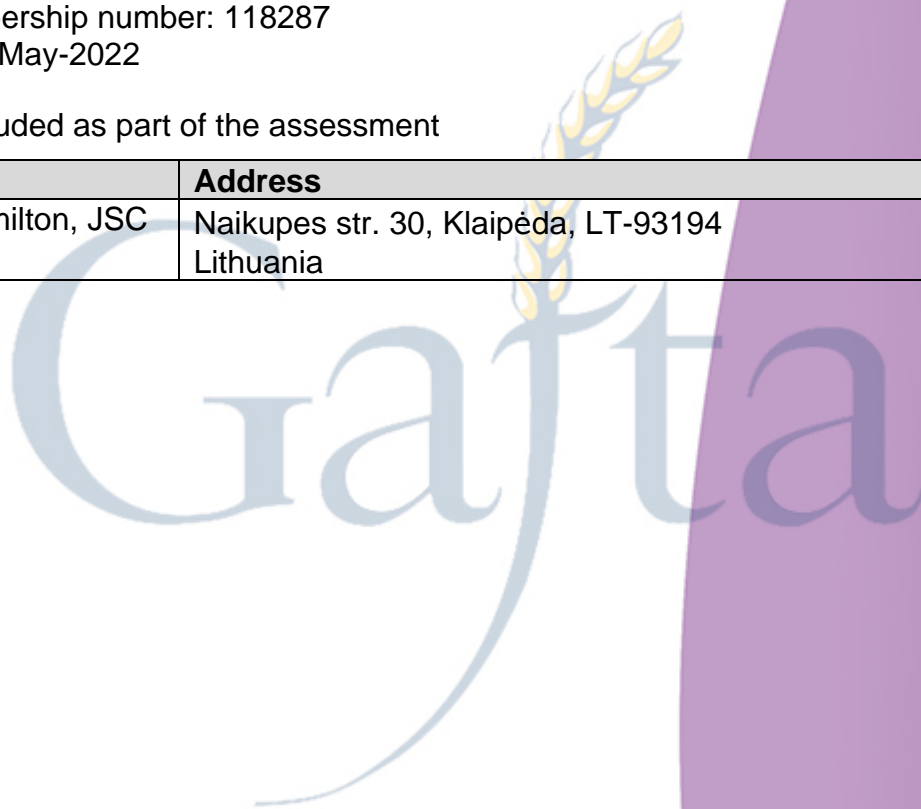 ership number: 118287
May-2022
uded as part of the assessment
Address
nilton, JSC Naikupes str. 30, Klaipėda, LT-93194
Lithuania
Gafta